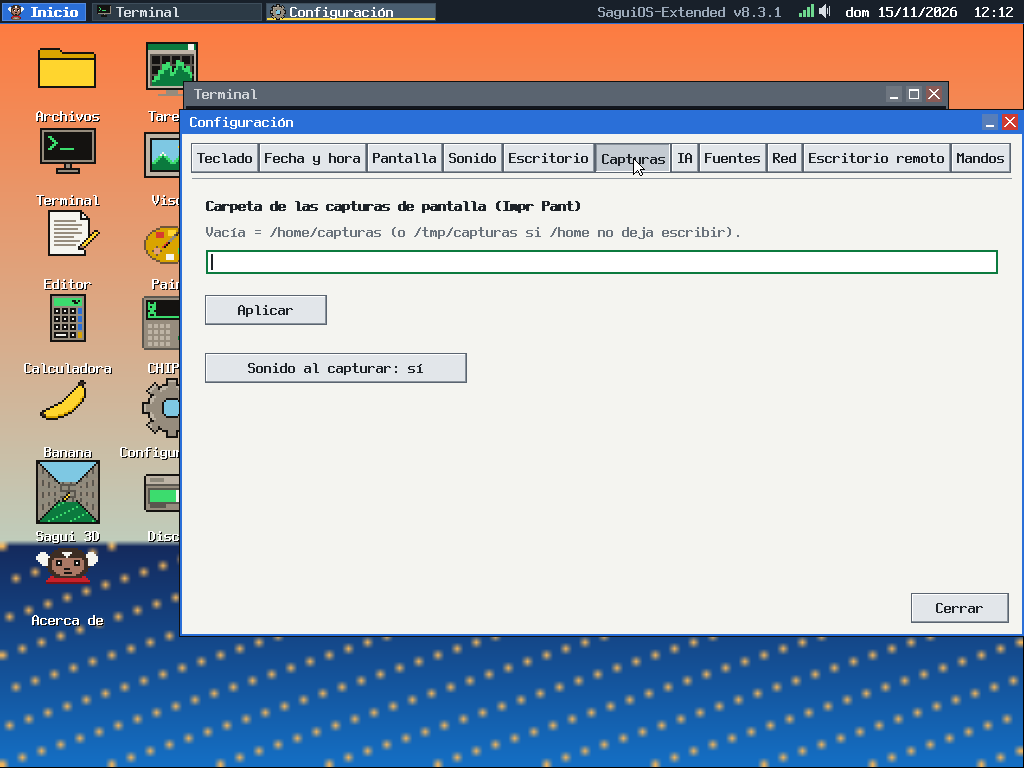 Inicio Terminal Configuración SaguiOS-Extended v8.3.1 dom 15/11/2026 12:12
Archivos
Terminal
Editor
Calculadora
Banana
Sagui 3D
Acerca de
Terminal
Configuración
Teclado Fecha y hora Pantalla Sonido Escritorio Capturas IA Fuentes Red Escritorio remoto Mandos
Carpeta de las capturas de pantalla (Impr Pant)
Vacía = /home/capturas (o /tmp/capturas si /home no deja escribir).
Aplicar
Sonido al capturar: sí
Cerrar